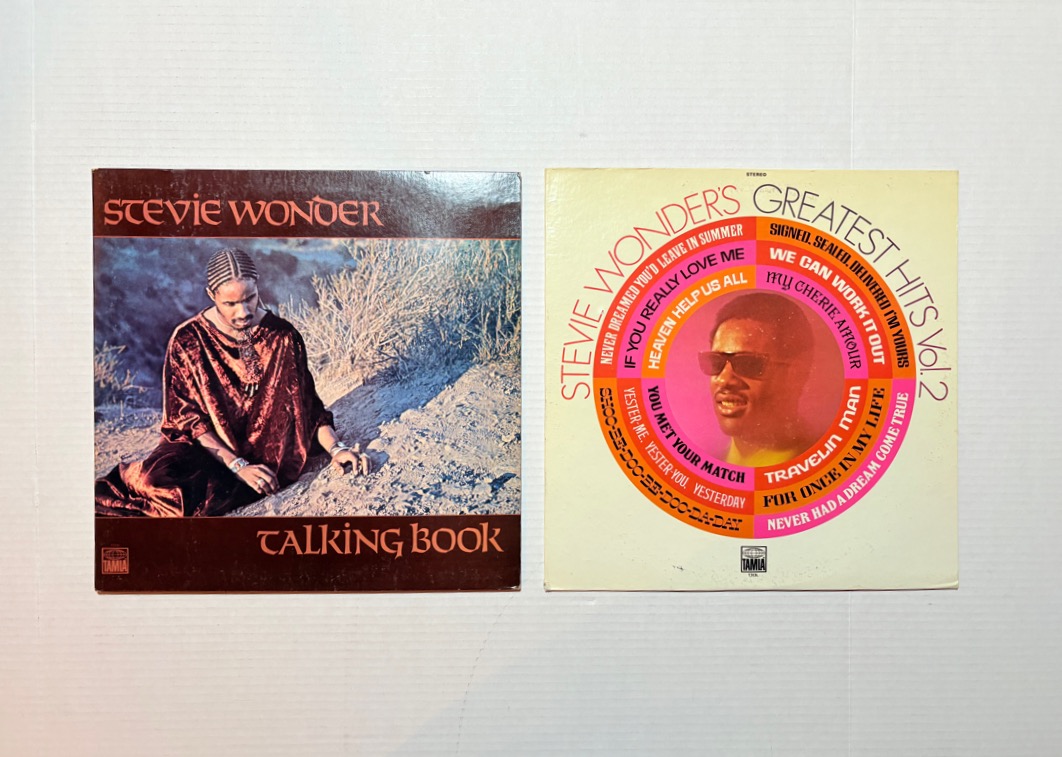 STEVIE WONDER
TALKING BOOK
TAMLA
STEREO
STEVIE WONDER'S GREATEST HITS Vol. 2
NEVER DREAMED YOU'D LEAVE IN SUMMER
IF YOU REALLY LOVE ME
HEAVEN HELP US ALL
SIGNED, SEALED, DELIVERED I'M YOURS
WE CAN WORK IT OUT
MY CHERIE AMOUR
SHOO-BE-DOO-BE-DOO-DA-DAY
YESTER-ME, YESTER-YOU, YESTERDAY
YOU MET YOUR MATCH
TRAVELIN MAN
FOR ONCE IN MY LIFE
NEVER HAD A DREAM COME TRUE
TAMLA